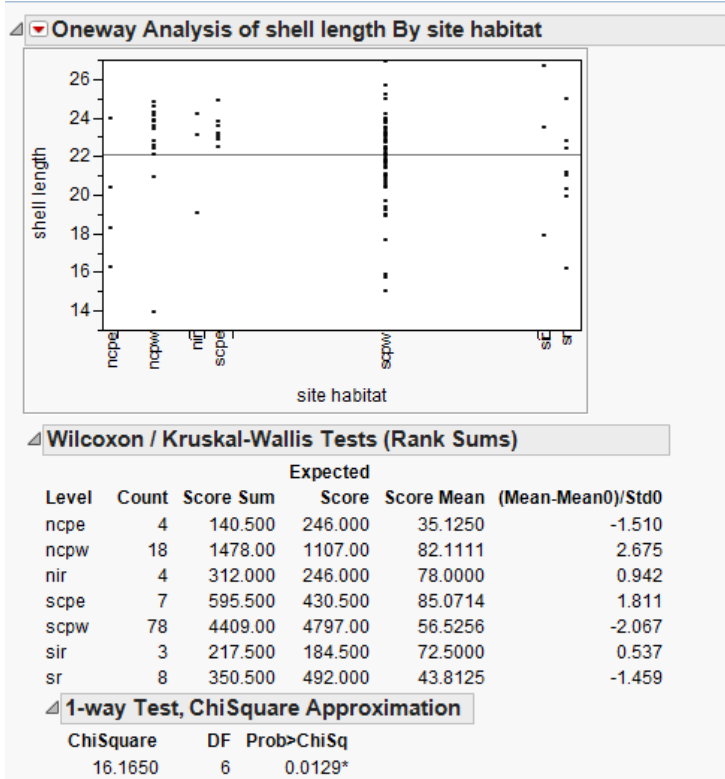 Oneway Analysis of shell length By site habitat
26
24
22
20
18
16
14
shell length
ncpe
ncpw
nir
scpe
scpw
sir
sr
site habitat
Wilcoxon / Kruskal-Wallis Tests (Rank Sums)
Expected
Level Count Score Sum Score Score Mean (Mean-Mean0)/Std0
ncpe 4 140.500 246.000 35.1250 -1.510
ncpw 18 1478.00 1107.00 82.1111 2.675
nir 4 312.000 246.000 78.0000 0.942
scpe 7 595.500 430.500 85.0714 1.811
scpw 78 4409.00 4797.00 56.5256 -2.067
sir 3 217.500 184.500 72.5000 0.537
sr 8 350.500 492.000 43.8125 -1.459
1-way Test, ChiSquare Approximation
ChiSquare DF Prob>ChiSq
16.1650 6 0.0129*